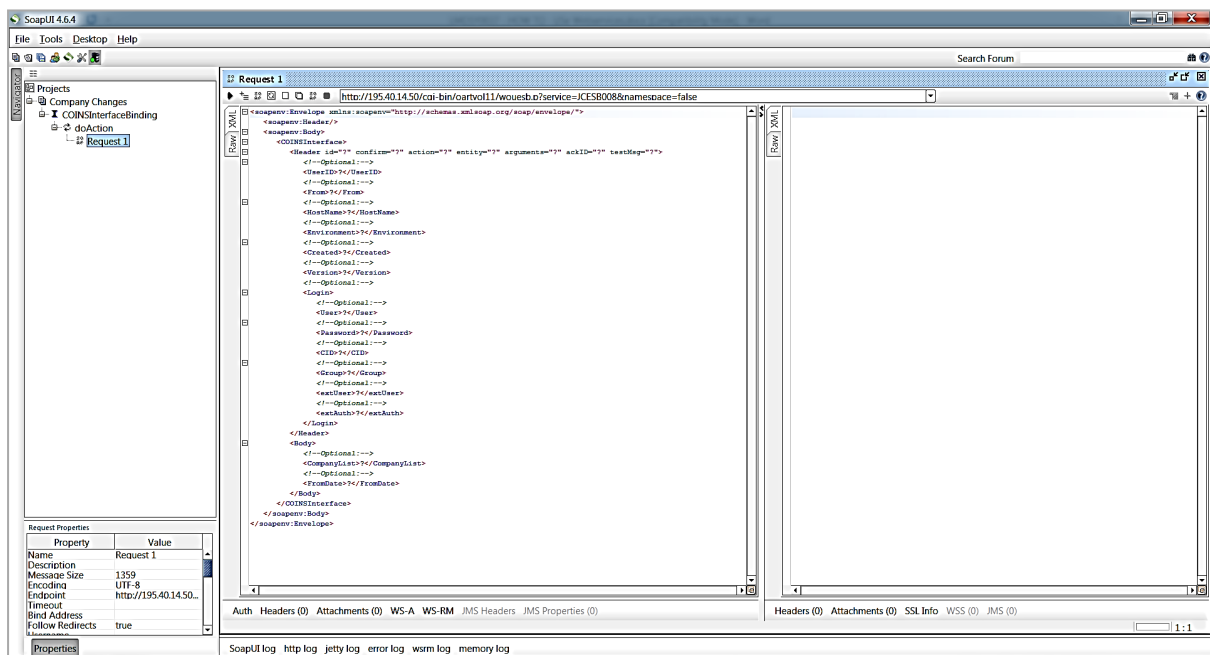 SoapUI 4.6.4
File Tools Desktop Help
Search Forum
Navigator
Projects
Company Changes
COINSInterfaceBinding
doAction
Request 1
Request 1
http://195.40.14.50/cgi-bin/oartvol11/wouesb.p?service=JCESB008&namespace=false
XML
Raw
<soapenv:Envelope xmlns:soapenv="http://schemas.xmlsoap.org/soap/envelope/">
<soapenv:Header/>
<soapenv:Body>
<COINSInterface>
<Header id="?" confirm="?" action="?" entity="?" arguments="?" ackID="?" testMsg="?">
<!--Optional:-->
<UserID>?</UserID>
<!--Optional:-->
<From>?</From>
<!--Optional:-->
<HostName>?</HostName>
<!--Optional:-->
<Environment>?</Environment>
<!--Optional:-->
<Created>?</Created>
<!--Optional:-->
<Version>?</Version>
<!--Optional:-->
<Login>
<!--Optional:-->
<User>?</User>
<!--Optional:-->
<Password>?</Password>
<!--Optional:-->
<CID>?</CID>
<!--Optional:-->
<Group>?</Group>
<!--Optional:-->
<extUser>?</extUser>
<!--Optional:-->
<extAuth>?</extAuth>
</Login>
</Header>
<Body>
<!--Optional:-->
<CompanyList>?</CompanyList>
<!--Optional:-->
<FromDate>?</FromDate>
</Body>
</COINSInterface>
</soapenv:Body>
</soapenv:Envelope>
XML
Raw
Request Properties
Property Value
Name Request 1
Description
Message Size 1359
Encoding UTF-8
Endpoint http://195.40.14.50...
Timeout
Bind Address
Follow Redirects true
Properties
Auth Headers (0) Attachments (0) WS-A WS-RM JMS Headers JMS Properties (0)
Headers (0) Attachments (0) SSL Info WSS (0) JMS (0)
1:1
SoapUI log http log jetty log error log wsrm log memory log